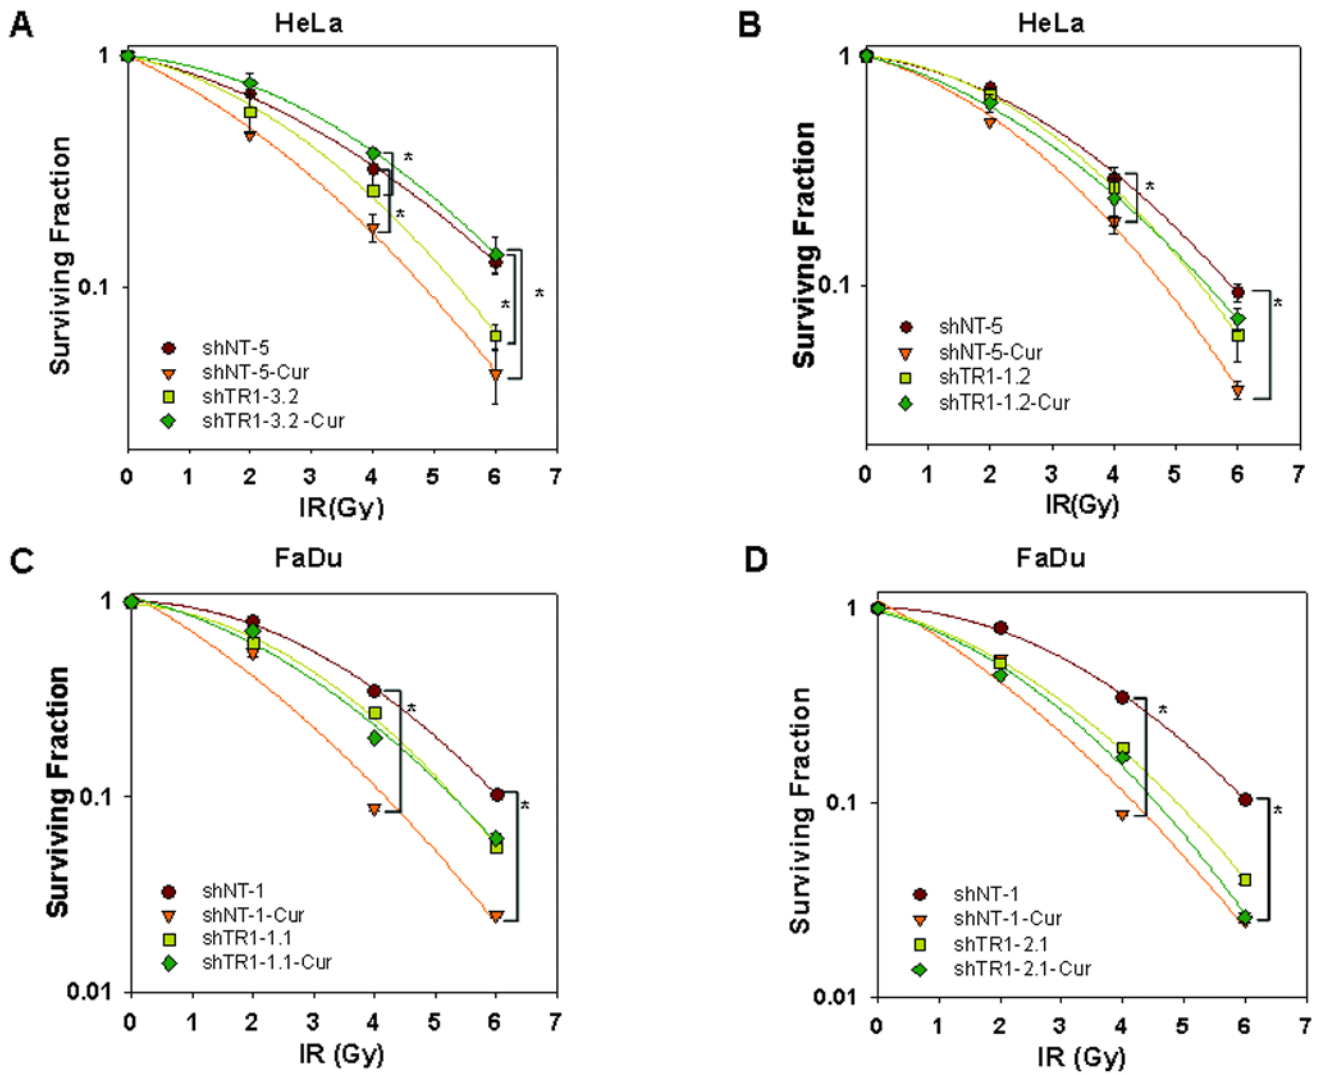 A
HeLa
1
0.1
Surviving Fraction
shNT-5
shNT-5-Cur
shTR1-3.2
shTR1-3.2-Cur
*
*
*
*
0 1 2 3 4 5 6 7
IR(Gy)
B
HeLa
1
0.1
Survivng Fraction
shNT-5
shNT-5-Cur
shTR1-1.2
shTR1-1.2-Cur
*
*
0 1 2 3 4 5 6 7
IR(Gy)
C
FaDu
1
0.1
0.01
Surviving Fraction
shNT-1
shNT-1-Cur
shTR1-1.1
shTR1-1.1-Cur
*
*
0 1 2 3 4 5 6 7
IR (Gy)
D
FaDu
1
0.1
0.01
Surviving Fraction
shNT-1
shNT-1-Cur
shTR1-2.1
shTR1-2.1-Cur
*
*
0 1 2 3 4 5 6 7
IR (Gy)